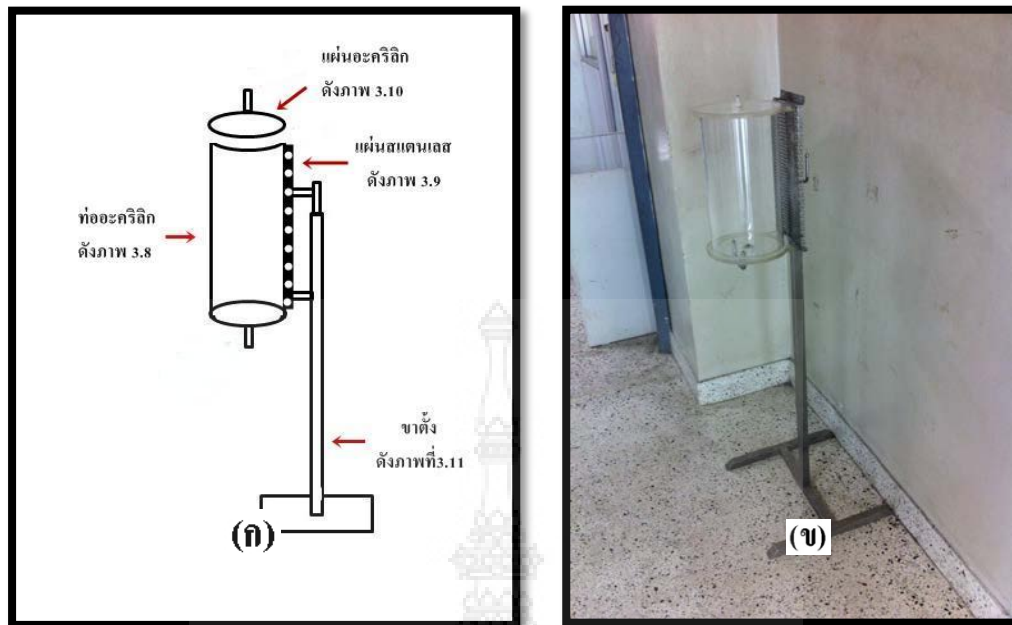 แผ่นอะคริลิก
ดังภาพ 3.10
แผ่นสแตนเลส
ดังภาพ 3.9
ท่ออะคริลิก
ดังภาพ 3.8
ขาตั้ง
ดังภาพที่3.11
(ก)
(ข)